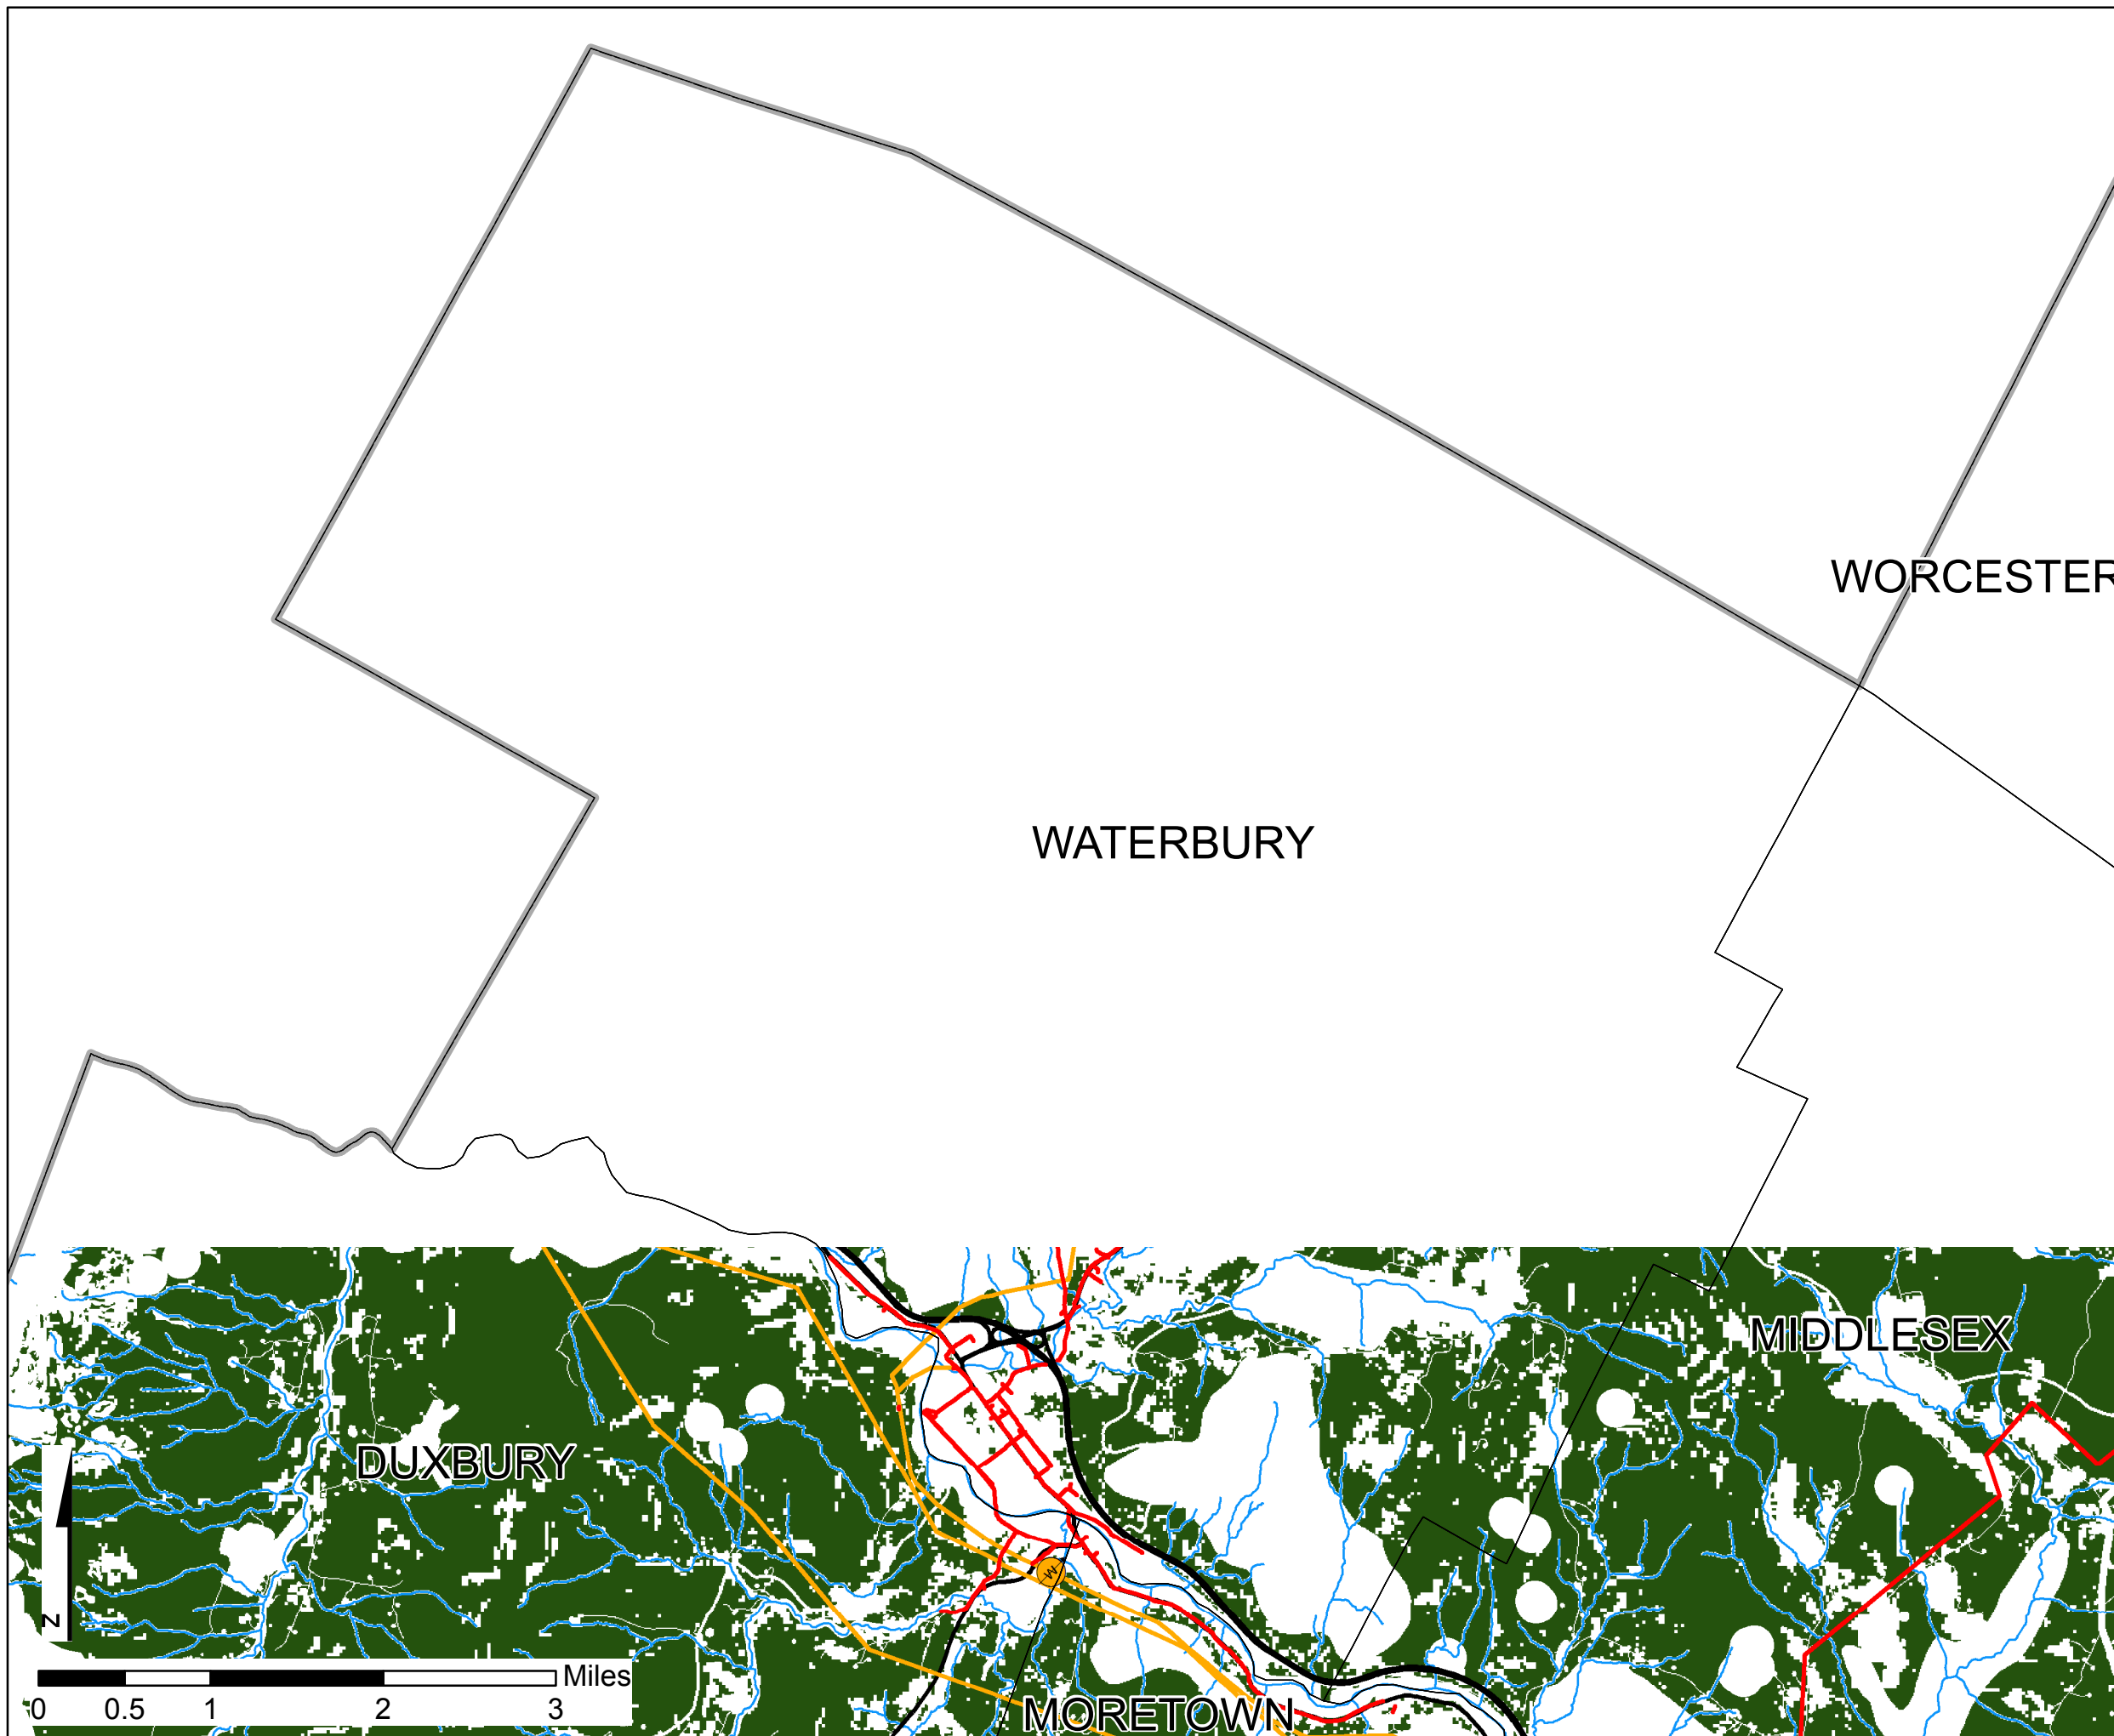 WORCESTER
WATERBURY
MIDDLESEX
DUXBURY
W
N
Miles
0 0.5 1 2 3
MORETOWN